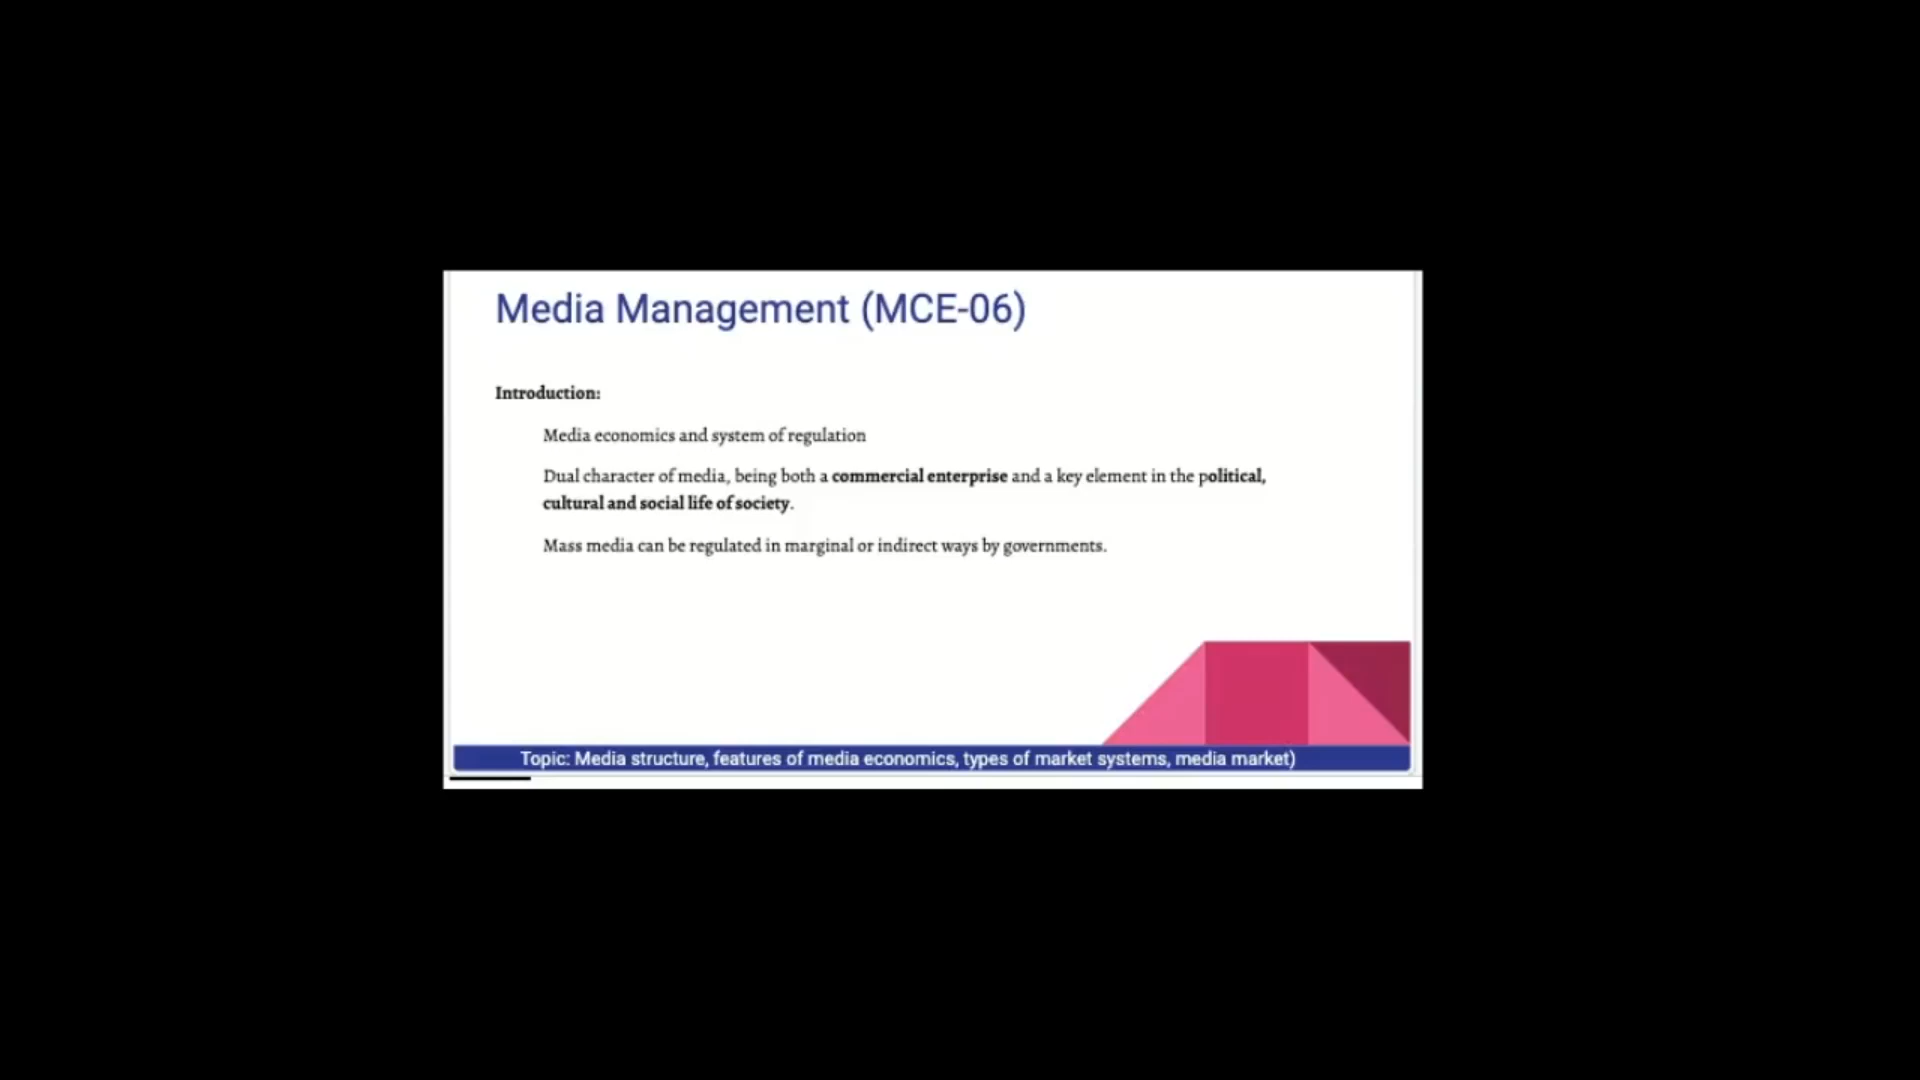 Media Management (MCE-06)
Introduction:
Media economics and system of regulation
Dual character of media, being both a commercial enterprise and a key element in the political,
cultural and social life of society.
Mass media can be regulated in marginal or indirect ways by governments.
Topic: Media structure, features of media economics, types of market systems, media market)